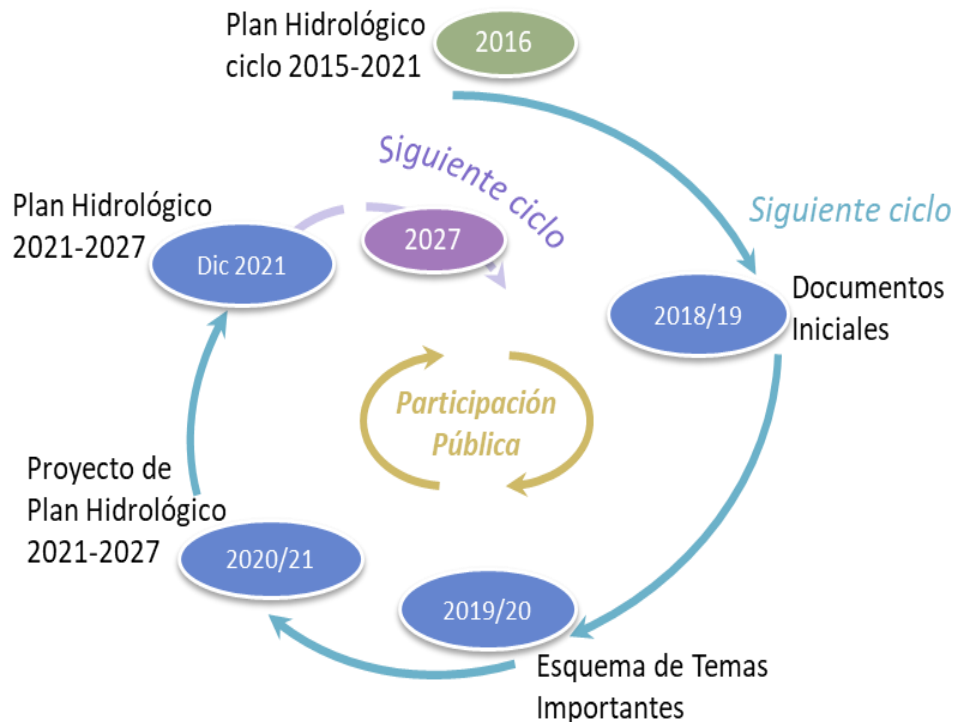 Plan Hidrológico
ciclo 2015-2021
2016
Siguiente ciclo
Siguiente ciclo
Plan Hidrológico
2021-2027
Dic 2021
2027
2018/19
Documentos
Iniciales
Participación
Pública
Proyecto de
Plan Hidrológico
2021-2027
2020/21
2019/20
Esquema de Temas
Importantes